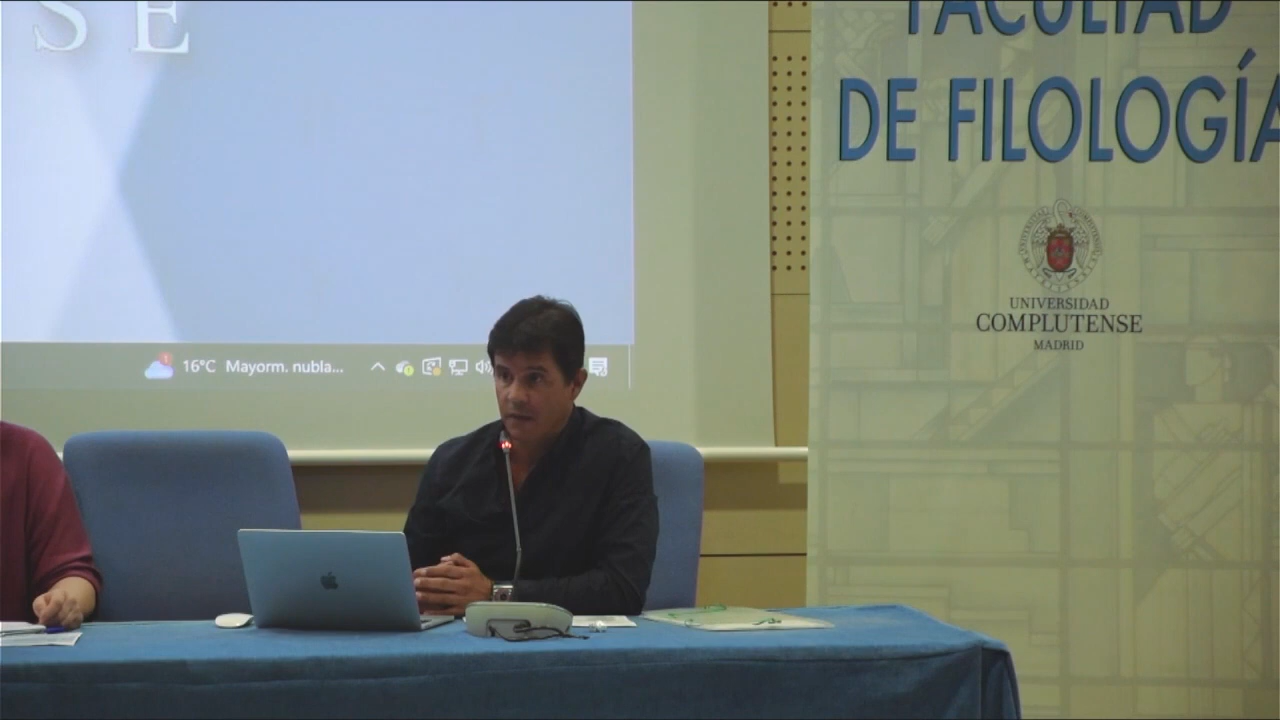 S E
16°C Mayorm. nubla...
FACULTAD
DE FILOLOGÍA
UNIVERSIDAD
COMPLUTENSE
MADRID